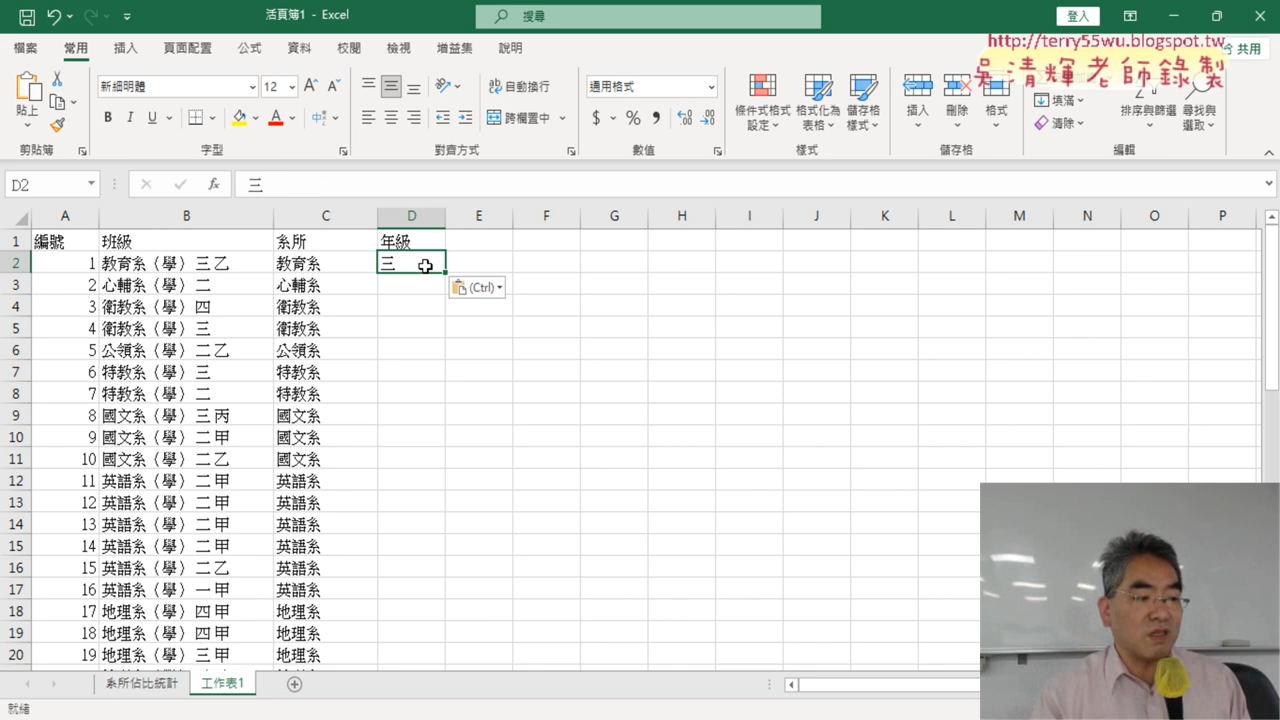 活頁簿1 - Excel
搜尋
登入
檔案 常用 插入 頁面配置 公式 資料 校閱 檢視 增益集 說明
共用
http://terry55wu.blogspot.tw
吳清輝老師錄製
貼上
新細明體 12
B I U
自動換行
跨欄置中
通用格式
$ % ,
條件式格式設定
格式化為表格
儲存格樣式
插入 刪除 格式
填滿
清除
排序與篩選
尋找與選取
剪貼簿 字型 對齊方式 數值 樣式 儲存格 編輯
D2 fx 三
A B C D E F G H I J K L M N O P
1 編號 班級 系所 年級
2 1 教育系（學）三乙 教育系 三
3 2 心輔系（學）二 心輔系
(Ctrl)
4 3 衛教系（學）四 衛教系
5 4 衛教系（學）三 衛教系
6 5 公領系（學）二乙 公領系
7 6 特教系（學）三 特教系
8 7 特教系（學）二 特教系
9 8 國文系（學）三丙 國文系
10 9 國文系（學）二甲 國文系
11 10 國文系（學）二乙 國文系
12 11 英語系（學）二甲 英語系
13 12 英語系（學）二甲 英語系
14 13 英語系（學）二甲 英語系
15 14 英語系（學）二甲 英語系
16 15 英語系（學）二乙 英語系
17 16 英語系（學）一甲 英語系
18 17 地理系（學）四甲 地理系
19 18 地理系（學）四甲 地理系
20 19 地理系（學）三甲 地理系
系所佔比統計 工作表1
就緒